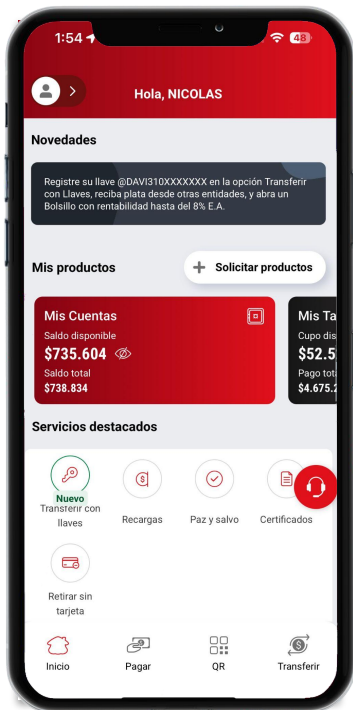 1:54
48
Hola, NICOLAS
Novedades
Registre su llave @DAVI310XXXXXXX en la opción Transferir
con Llaves, reciba plata desde otras entidades, y abra un
Bolsillo con rentabilidad hasta del 8% E.A.
Mis productos
+ Solicitar productos
Mis Cuentas
Saldo disponible
$735.604
Saldo total
$738.834
Mis Ta
Cupo dis
$52.5
Pago tot
$4.675.2
Servicios destacados
Nuevo
Transferir con
llaves
Recargas
Paz y salvo
Certificados
Retirar sin
tarjeta
Inicio
Pagar
QR
Transferir